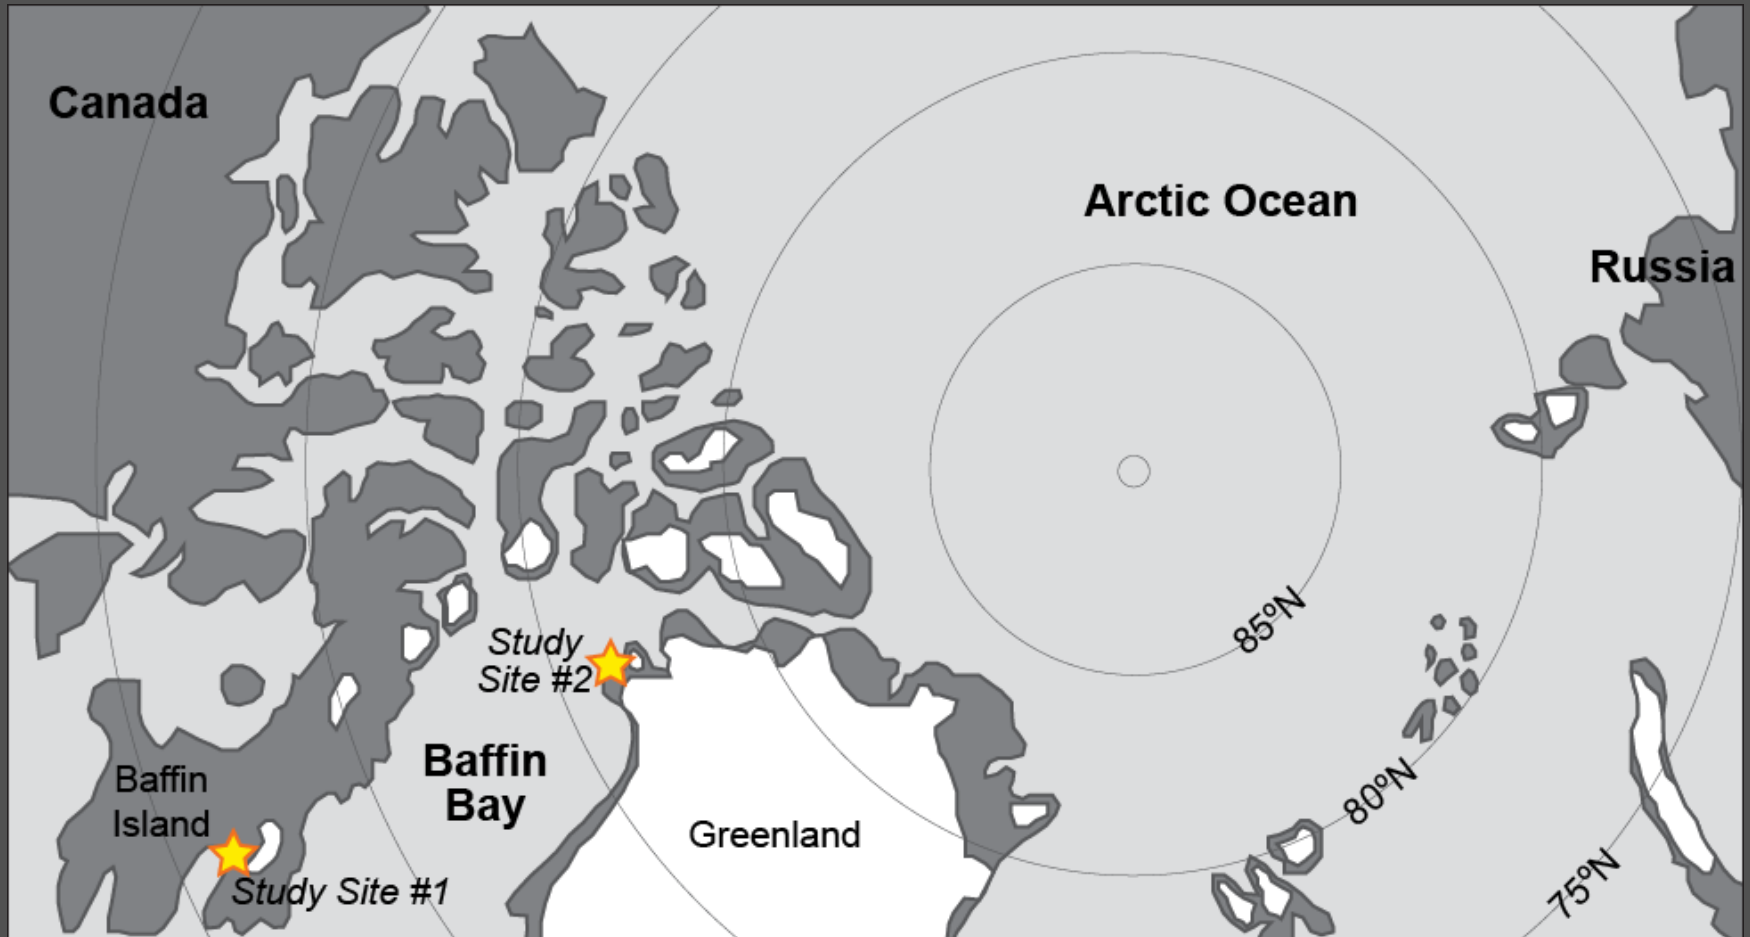 Canada
Arctic Ocean
Russia
85ºN
Study
Site #2
Baffin
Bay
Baffin
Island
Greenland
80ºN
75ºN
Study Site #1